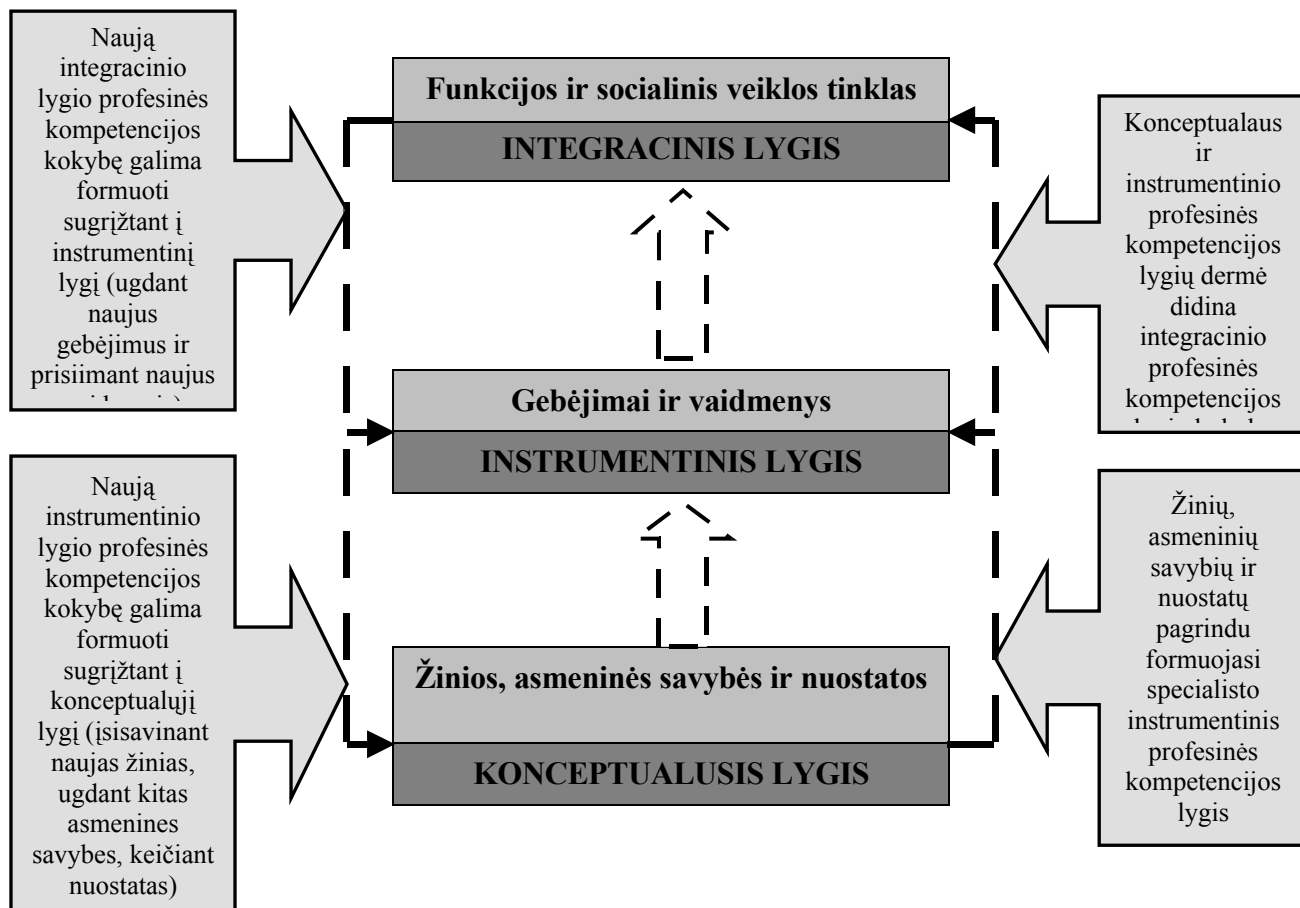 Naują
integracinio
lygio profesinės
kompetencijos
kokybę galima
formuoti
sugrįžtant į
instrumentinį
lygį (ugdant
naujus
gebėjimus ir
prisiimant naujus
Funkcijos ir socialinis veiklos tinklas
INTEGRACINIS LYGIS
Konceptualaus
ir
instrumentinio
profesinės
kompetencijos
lygių dermė
didina
integracinio
profesinės
kompetencijos
Gebėjimai ir vaidmenys
INSTRUMENTINIS LYGIS
Naują
instrumentinio
lygio profesinės
kompetencijos
kokybę galima
formuoti
sugrįžtant į
konceptualųjį
lygį (įsisavinant
naujas žinias,
ugdant kitas
asmenines
savybes, keičiant
nuostatas)
Žinios, asmeninės savybės ir nuostatos
KONCEPTUALUSIS LYGIS
Žinių,
asmeninių
savybių ir
nuostatų
pagrindu
formuojasi
specialisto
instrumentinis
profesinės
kompetencijos
lygis